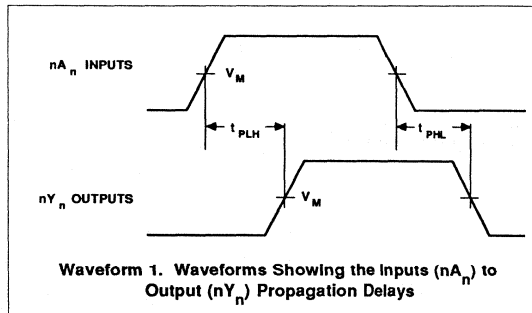 nAn INPUTS
VM
tPLH
tPHL
nYn OUTPUTS
VM
Waveform 1. Waveforms Showing the Inputs (nAn) to
Output (nYn) Propagation Delays